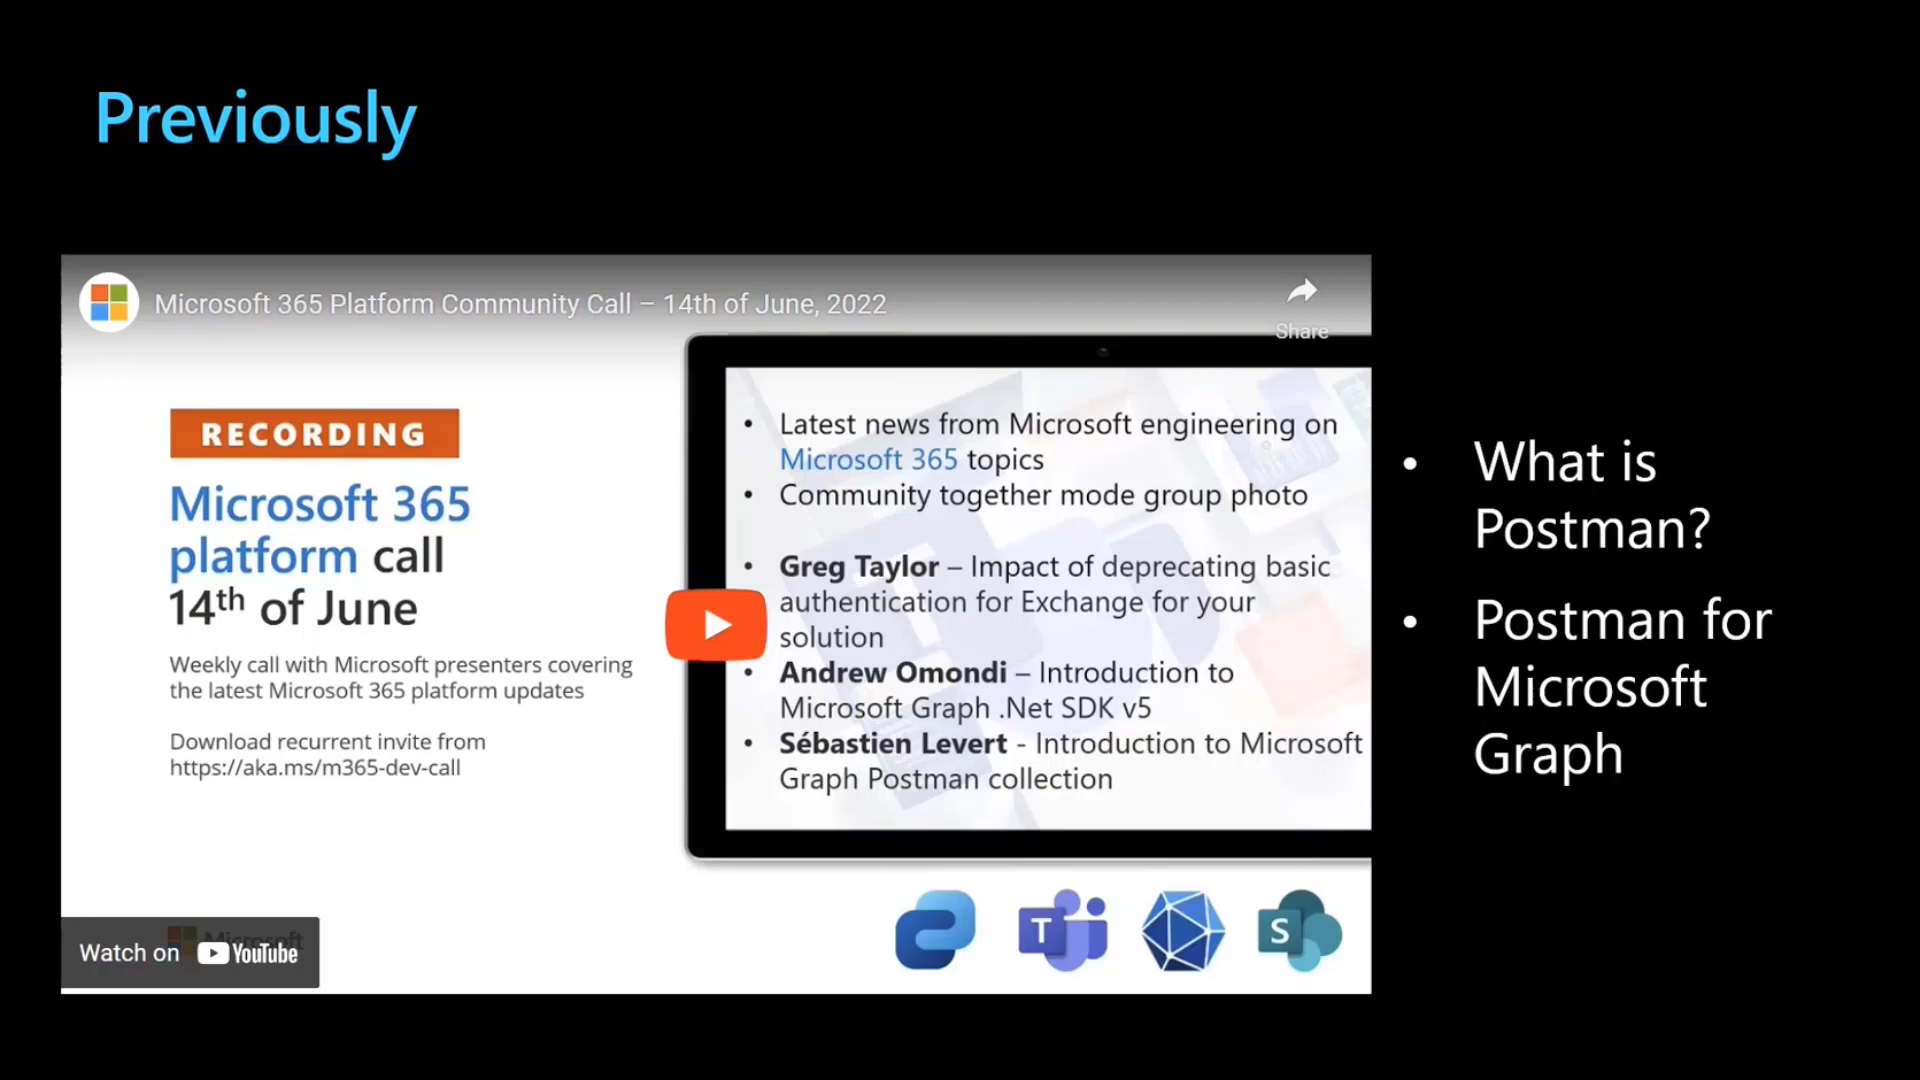 Previously
Microsoft 365 Platform Community Call – 14th of June, 2022
Share
RECORDING
Microsoft 365
platform call
14th of June
Weekly call with Microsoft presenters covering
the latest Microsoft 365 platform updates
Download recurrent invite from
https://aka.ms/m365-dev-call
• Latest news from Microsoft engineering on
Microsoft 365 topics
• Community together mode group photo
• Greg Taylor – Impact of deprecating basic
authentication for Exchange for your
solution
• Andrew Omondi – Introduction to
Microsoft Graph .Net SDK v5
• Sébastien Levert - Introduction to Microsoft
Graph Postman collection
T
S
Microsoft
Watch on YouTube
• What is
Postman?
• Postman for
Microsoft
Graph